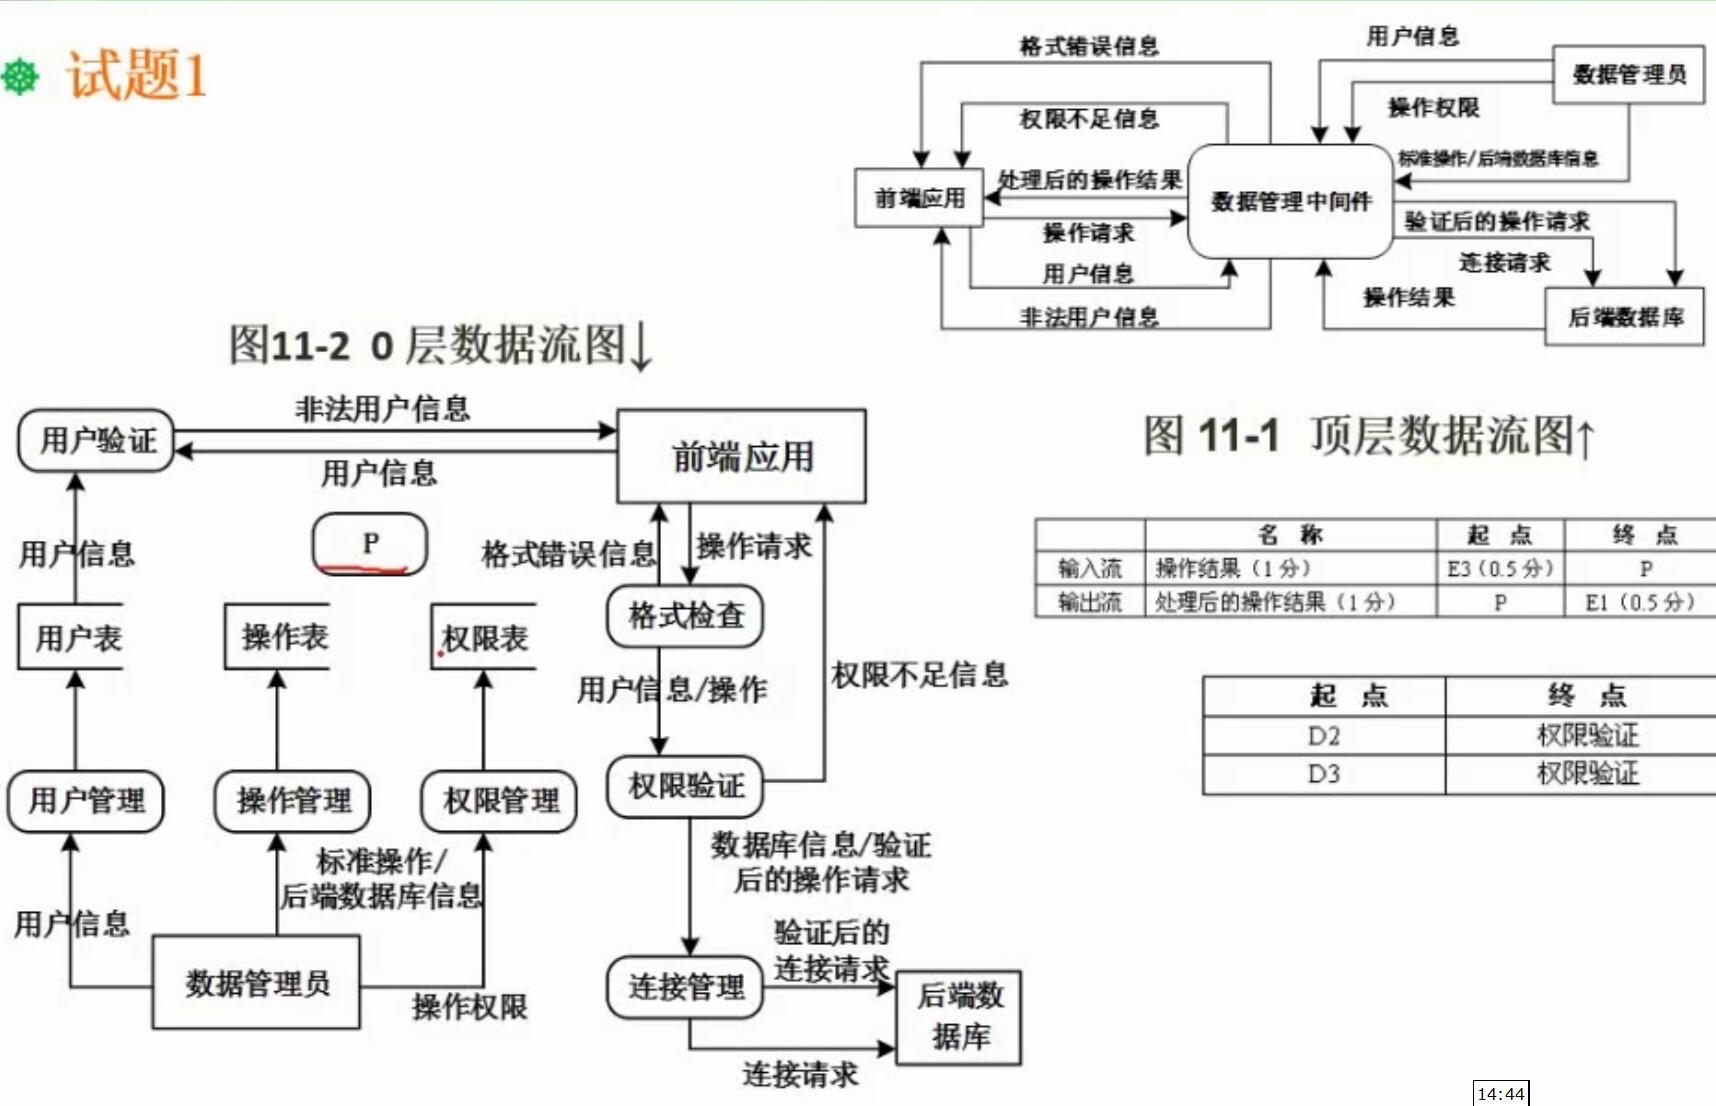 试题1
格式错误信息
用户信息
数据管理员
权限不足信息
操作权限
处理后的操作结果
标准操作/后端数据库信息
前端应用
数据管理中间件
操作请求
验证后的操作请求
用户信息
连接请求
非法用户信息
操作结果
后端数据库
图11-2 0 层数据流图↓
图 11-1 顶层数据流图↑
非法用户信息
用户验证
前端应用
用户信息
P
用户信息
格式错误信息
操作请求
格式检查
用户表
操作表
权限表
用户信息/操作
权限不足信息
用户管理
操作管理
权限管理
权限验证
标准操作/
后端数据库信息
数据库信息/验证
后的操作请求
用户信息
数据管理员
操作权限
验证后的
连接请求
连接管理
后端数
据库
连接请求
名 称 起 点 终 点
输入流 操作结果（1分） E3（0.5分） P
输出流 处理后的操作结果（1分） P E1（0.5分）
起 点 终 点
D2 权限验证
D3 权限验证
14:44